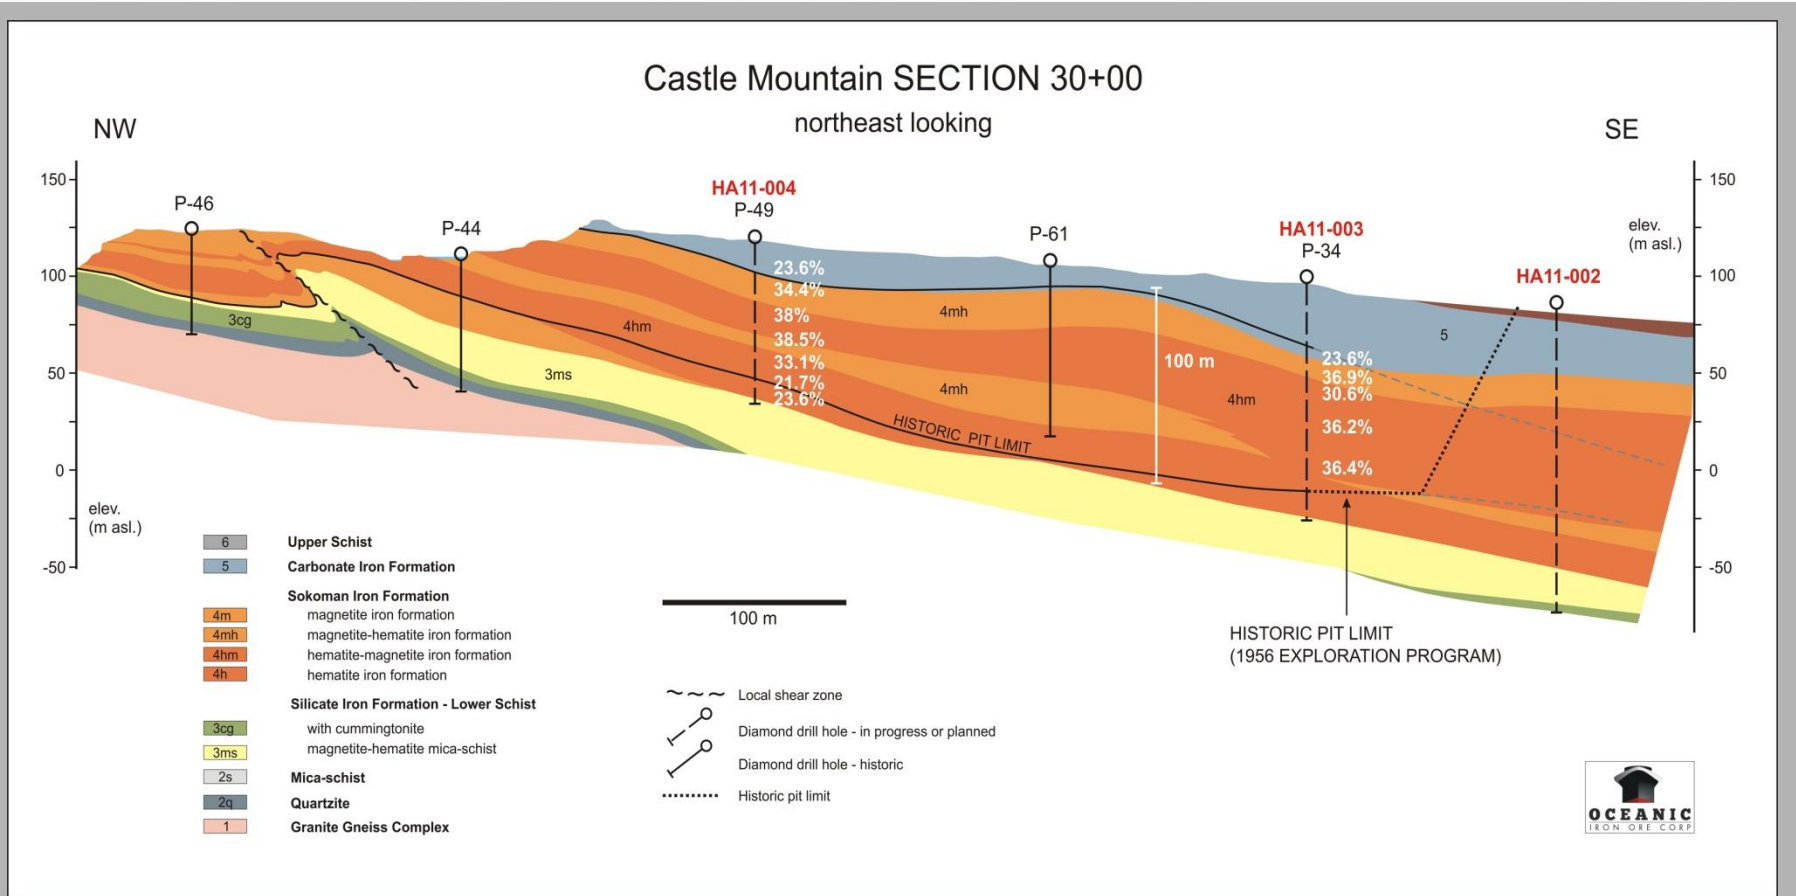 Castle Mountain SECTION 30+00
northeast looking
NW
SE
150
100
50
0
-50
elev.
(m asl.)
150
100
50
0
-50
elev.
(m asl.)
P-46
P-44
HA11-004
P-49
P-61
HA11-003
P-34
HA11-002
23.6%
34.4%
38%
38.5%
33.1%
21.7%
23.6%
23.6%
36.9%
30.6%
36.2%
36.4%
3cg
3ms
4hm
4mh
4mh
4hm
5
100 m
HISTORIC PIT LIMIT
HISTORIC PIT LIMIT
(1956 EXPLORATION PROGRAM)
6 Upper Schist
5 Carbonate Iron Formation
Sokoman Iron Formation
4m magnetite iron formation
4mh magnetite-hematite iron formation
4hm hematite-magnetite iron formation
4h hematite iron formation
Silicate Iron Formation - Lower Schist
3cg with cummingtonite
3ms magnetite-hematite mica-schist
2s Mica-schist
2q Quartzite
1 Granite Gneiss Complex
100 m
Local shear zone
Diamond drill hole - in progress or planned
Diamond drill hole - historic
Historic pit limit
OCEANIC
IRON ORE CORP